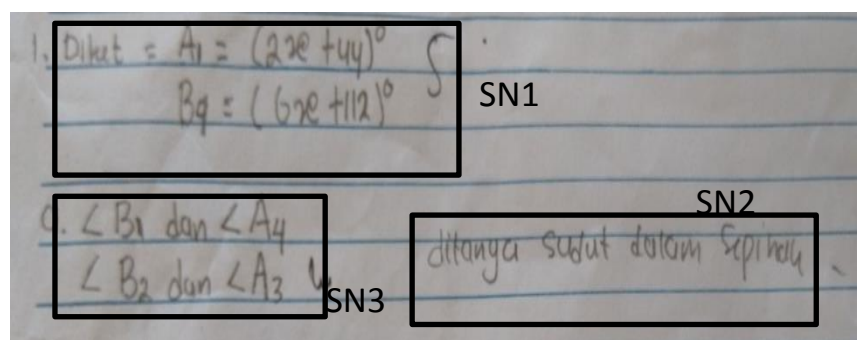 1. Diket = A1 = (2x + 44)°
B4 = (6x + 112)°
SN1
SN2
C. ∠B1 dan ∠A4
∠B2 dan ∠A3
SN3
ditanya sudut dalam sepihak